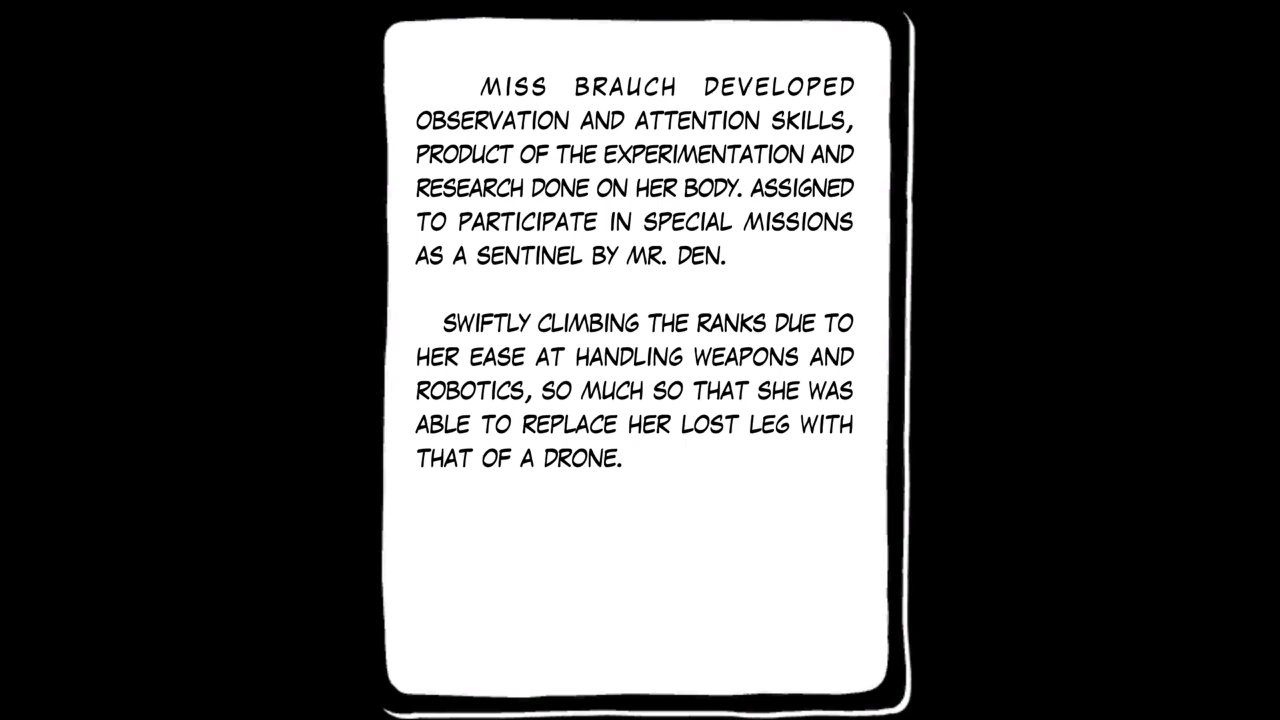 MISS BRAUCH DEVELOPED
OBSERVATION AND ATTENTION SKILLS,
PRODUCT OF THE EXPERIMENTATION AND
RESEARCH DONE ON HER BODY. ASSIGNED
TO PARTICIPATE IN SPECIAL MISSIONS
AS A SENTINEL BY MR. DEN.
SWIFTLY CLIMBING THE RANKS DUE TO
HER EASE AT HANDLING WEAPONS AND
ROBOTICS, SO MUCH SO THAT SHE WAS
ABLE TO REPLACE HER LOST LEG WITH
THAT OF A DRONE.